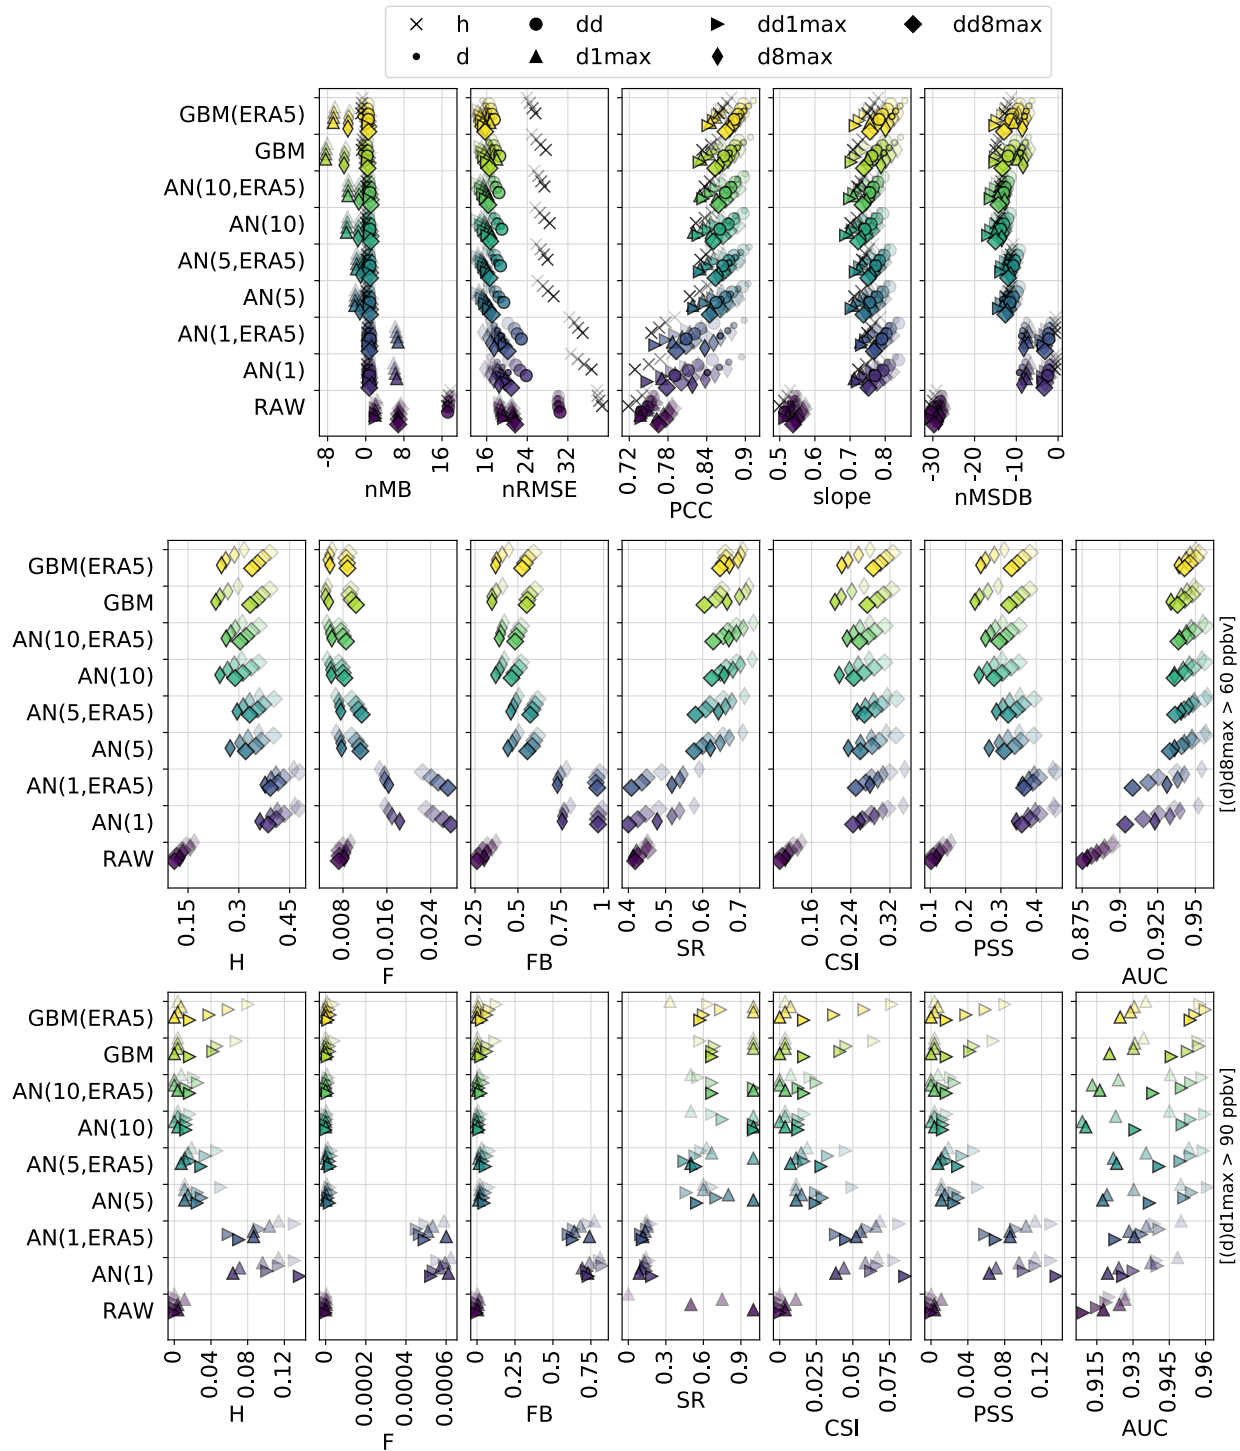 h dd dd1max dd8max
d d1max d8max
GBM(ERA5)
GBM
AN(10,ERA5)
AN(10)
AN(5,ERA5)
AN(5)
AN(1,ERA5)
AN(1)
RAW
-8 0 8 16
nMB
16 24 32
nRMSE
0.72 0.78 0.84 0.9
PCC
0.5 0.6 0.7 0.8
slope
-30 -20 -10 0
nMSDB
GBM(ERA5)
GBM
AN(10,ERA5)
AN(10)
AN(5,ERA5)
AN(5)
AN(1,ERA5)
AN(1)
RAW
0.15 0.3 0.45
H
0.008 0.016 0.024
F
0.25 0.5 0.75 1
FB
0.4 0.5 0.6 0.7
SR
0.16 0.24 0.32
CSI
0.1 0.2 0.3 0.4
PSS
0.875 0.9 0.925 0.95
AUC
[(d)d8max > 60 ppbv]
GBM(ERA5)
GBM
AN(10,ERA5)
AN(10)
AN(5,ERA5)
AN(5)
AN(1,ERA5)
AN(1)
RAW
0 0.04 0.08 0.12
H
0 0.0002 0.0004 0.0006
F
0 0.25 0.5 0.75
FB
0 0.3 0.6 0.9
SR
0 0.025 0.05 0.075
CSI
0 0.04 0.08 0.12
PSS
0.915 0.93 0.945 0.96
AUC
[(d)d1max > 90 ppbv]